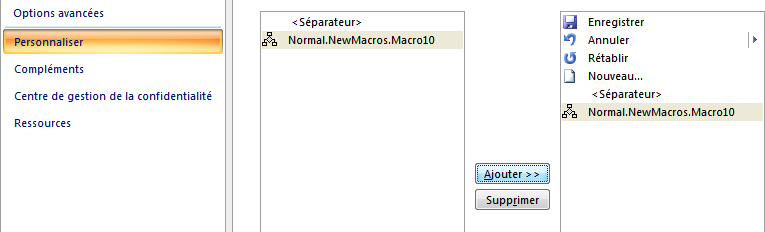 Options avancées
Personnaliser
Compléments
Centre de gestion de la confidentialité
Ressources
<Séparateur>
Normal.NewMacros.Macro10
Ajouter >>
Supprimer
Enregistrer
Annuler
Rétablir
Nouveau...
<Séparateur>
Normal.NewMacros.Macro10